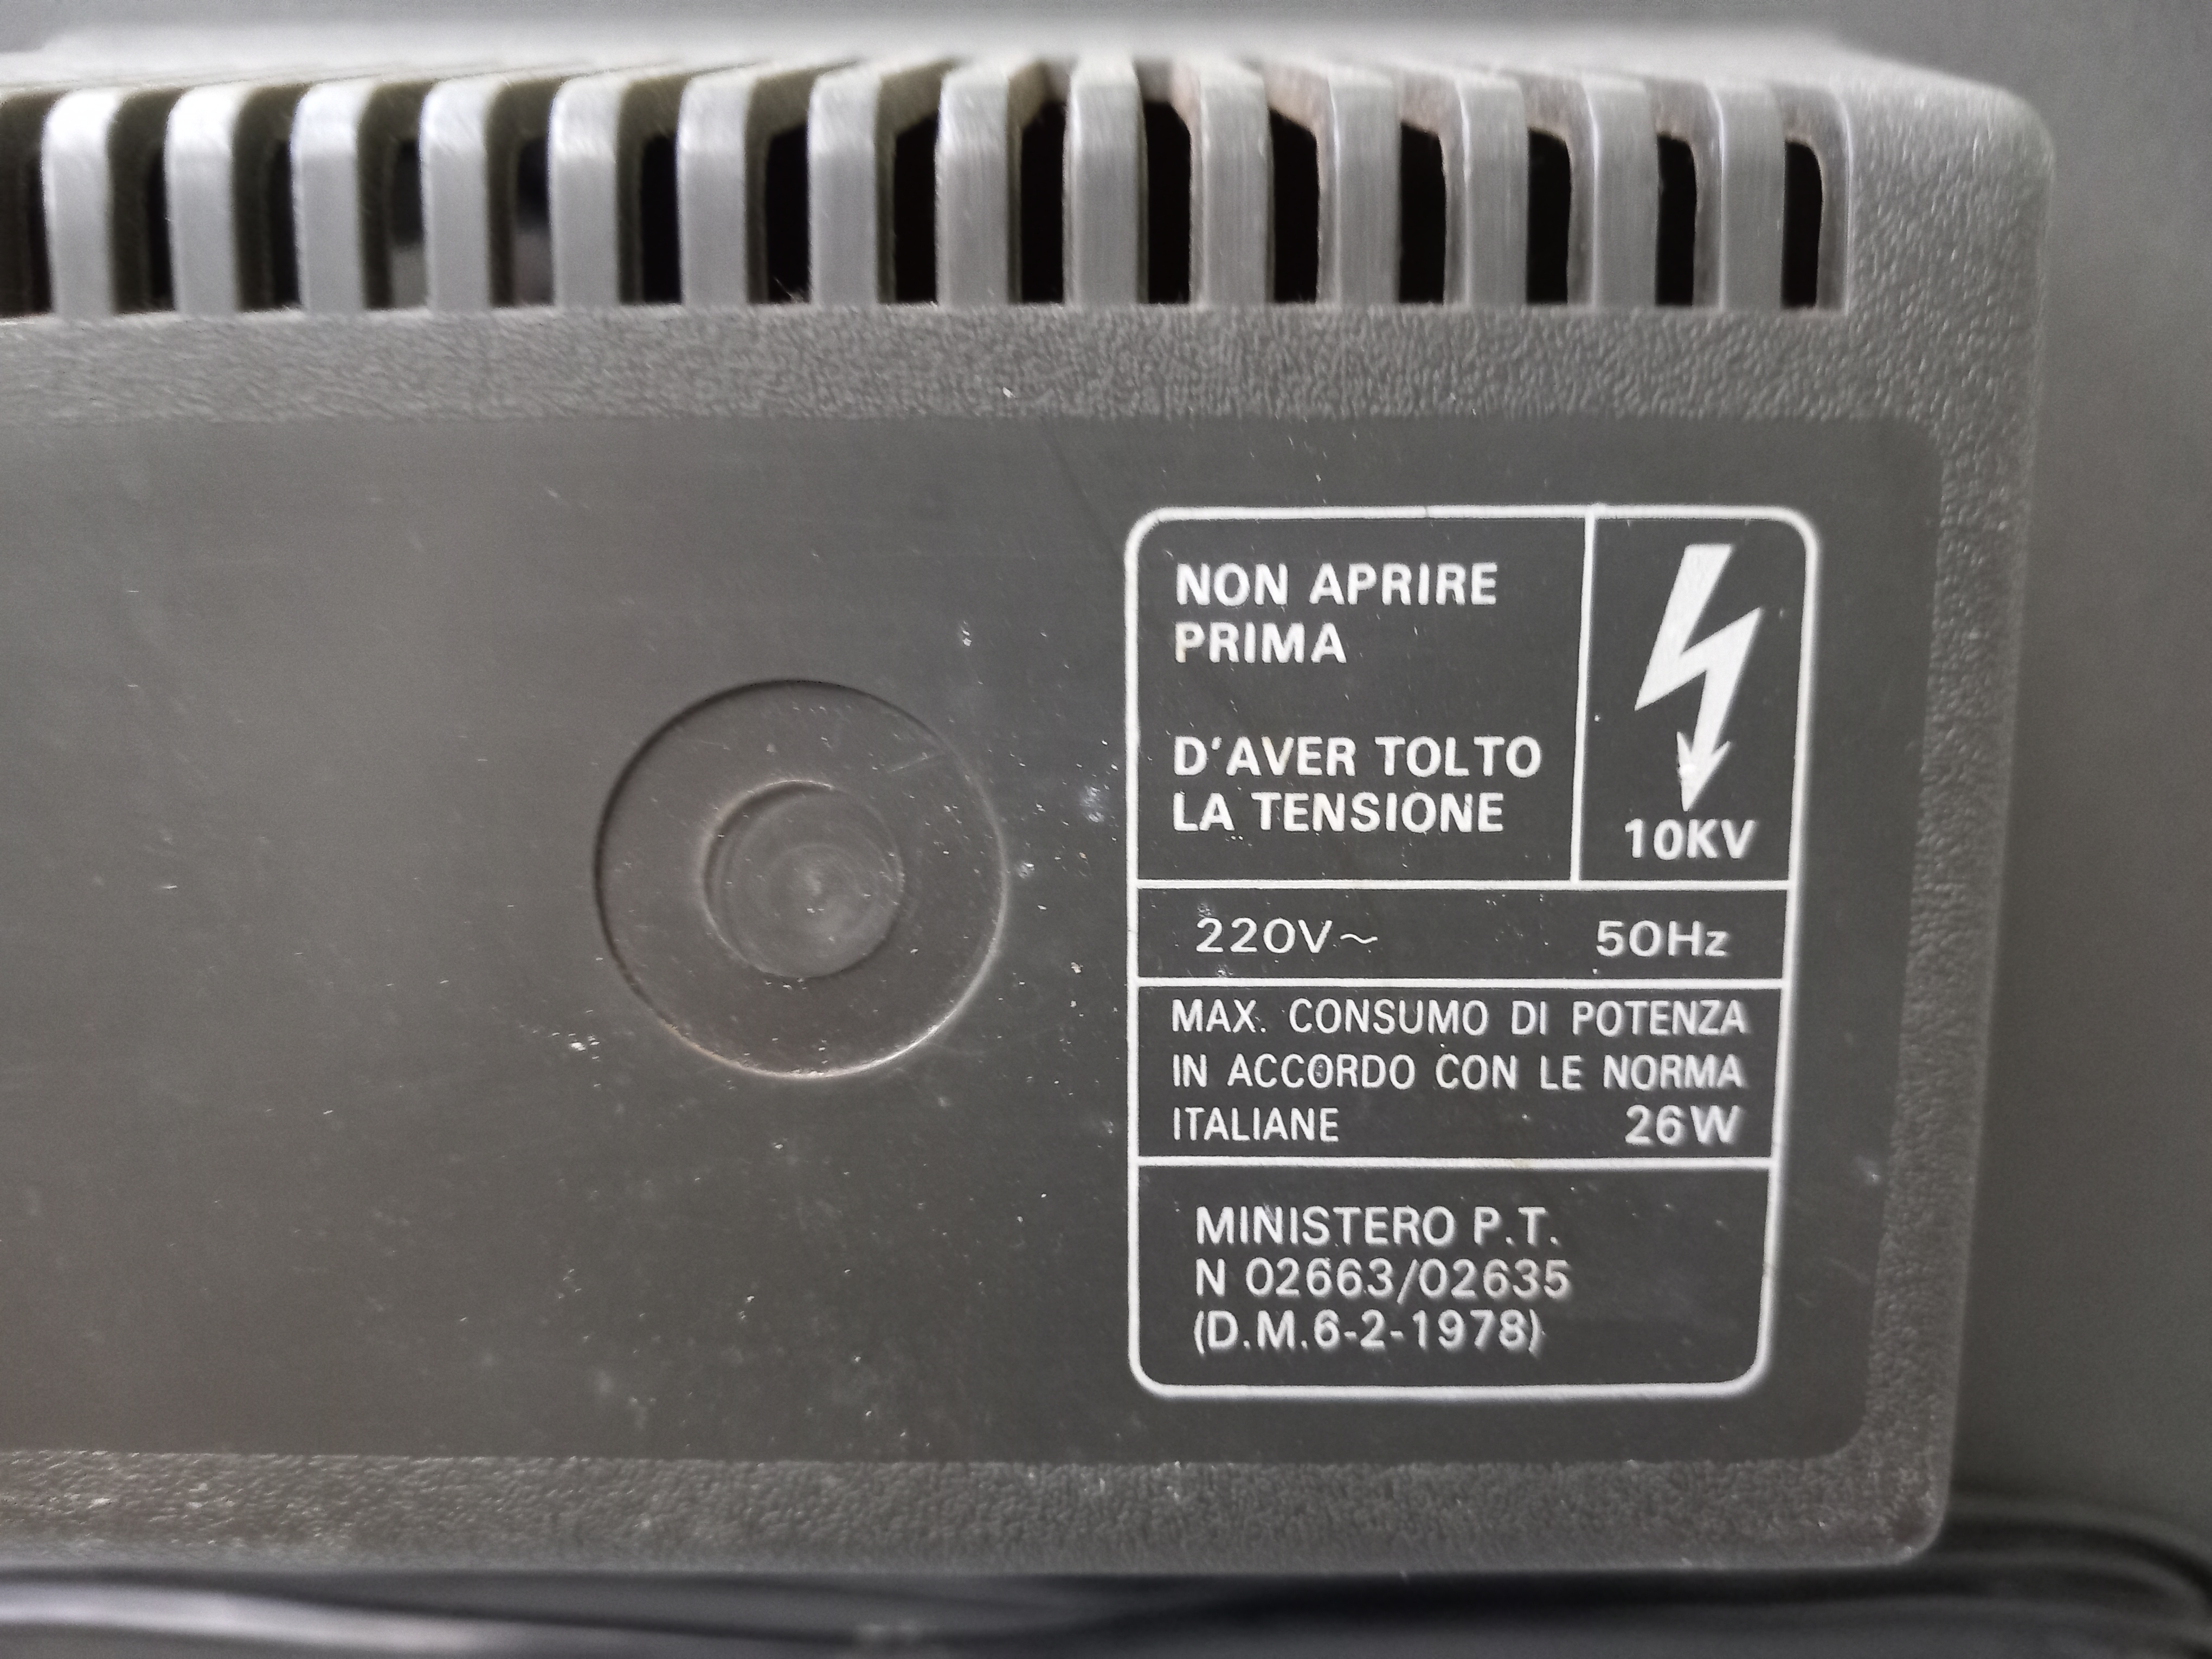 NON APRIRE
PRIMA
D'AVER TOLTO
LA TENSIONE
10KV
220V~ 50Hz
MAX. CONSUMO DI POTENZA
IN ACCORDO CON LE NORMA
ITALIANE 26W
MINISTERO P.T.
N 02663/02635
(D.M.6-2-1978)